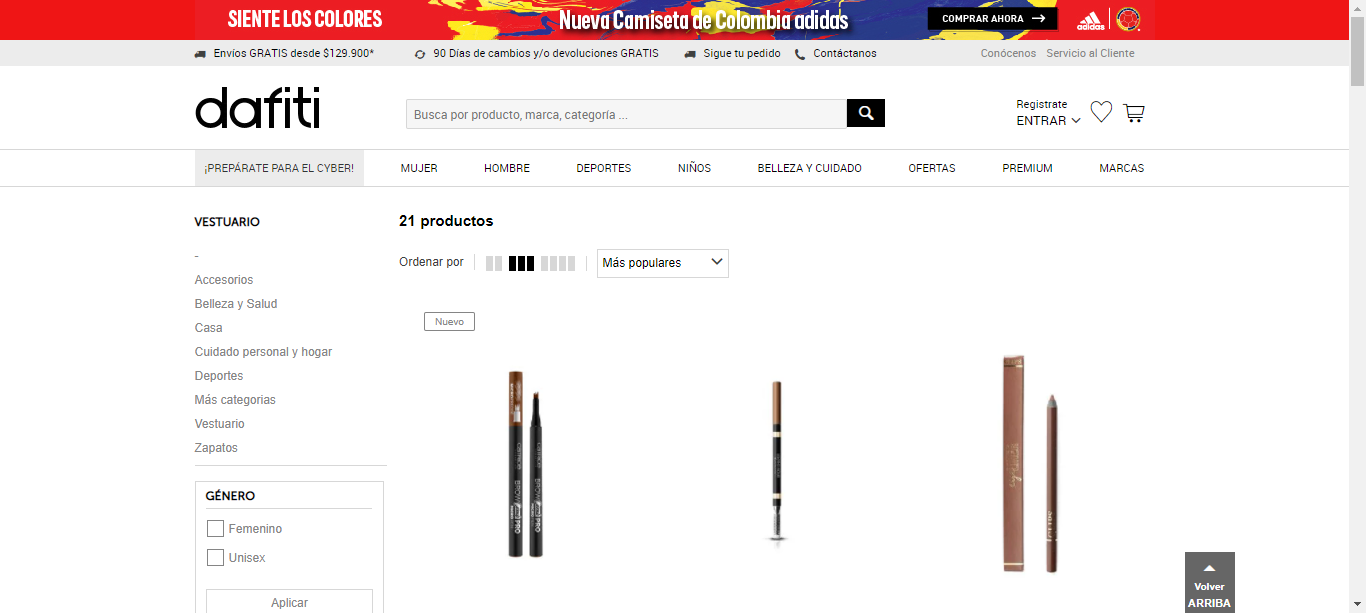 SIENTE LOS COLORES
Nueva Camiseta de Colombia adidas
COMPRAR AHORA
adidas
Envíos GRATIS desde $129.900*
90 Días de cambios y/o devoluciones GRATIS
Sigue tu pedido
Contáctanos
Conócenos
Servicio al Cliente
dafiti
Busca por producto, marca, categoría ...
Registrate
ENTRAR
¡PREPÁRATE PARA EL CYBER!
MUJER
HOMBRE
DEPORTES
NIÑOS
BELLEZA Y CUIDADO
OFERTAS
PREMIUM
MARCAS
VESTUARIO
-
Accesorios
Belleza y Salud
Casa
Cuidado personal y hogar
Deportes
Más categorias
Vestuario
Zapatos
GÉNERO
Femenino
Unisex
Aplicar
21 productos
Ordenar por
Más populares
Nuevo
BROW
PRO
Volver
ARRIBA